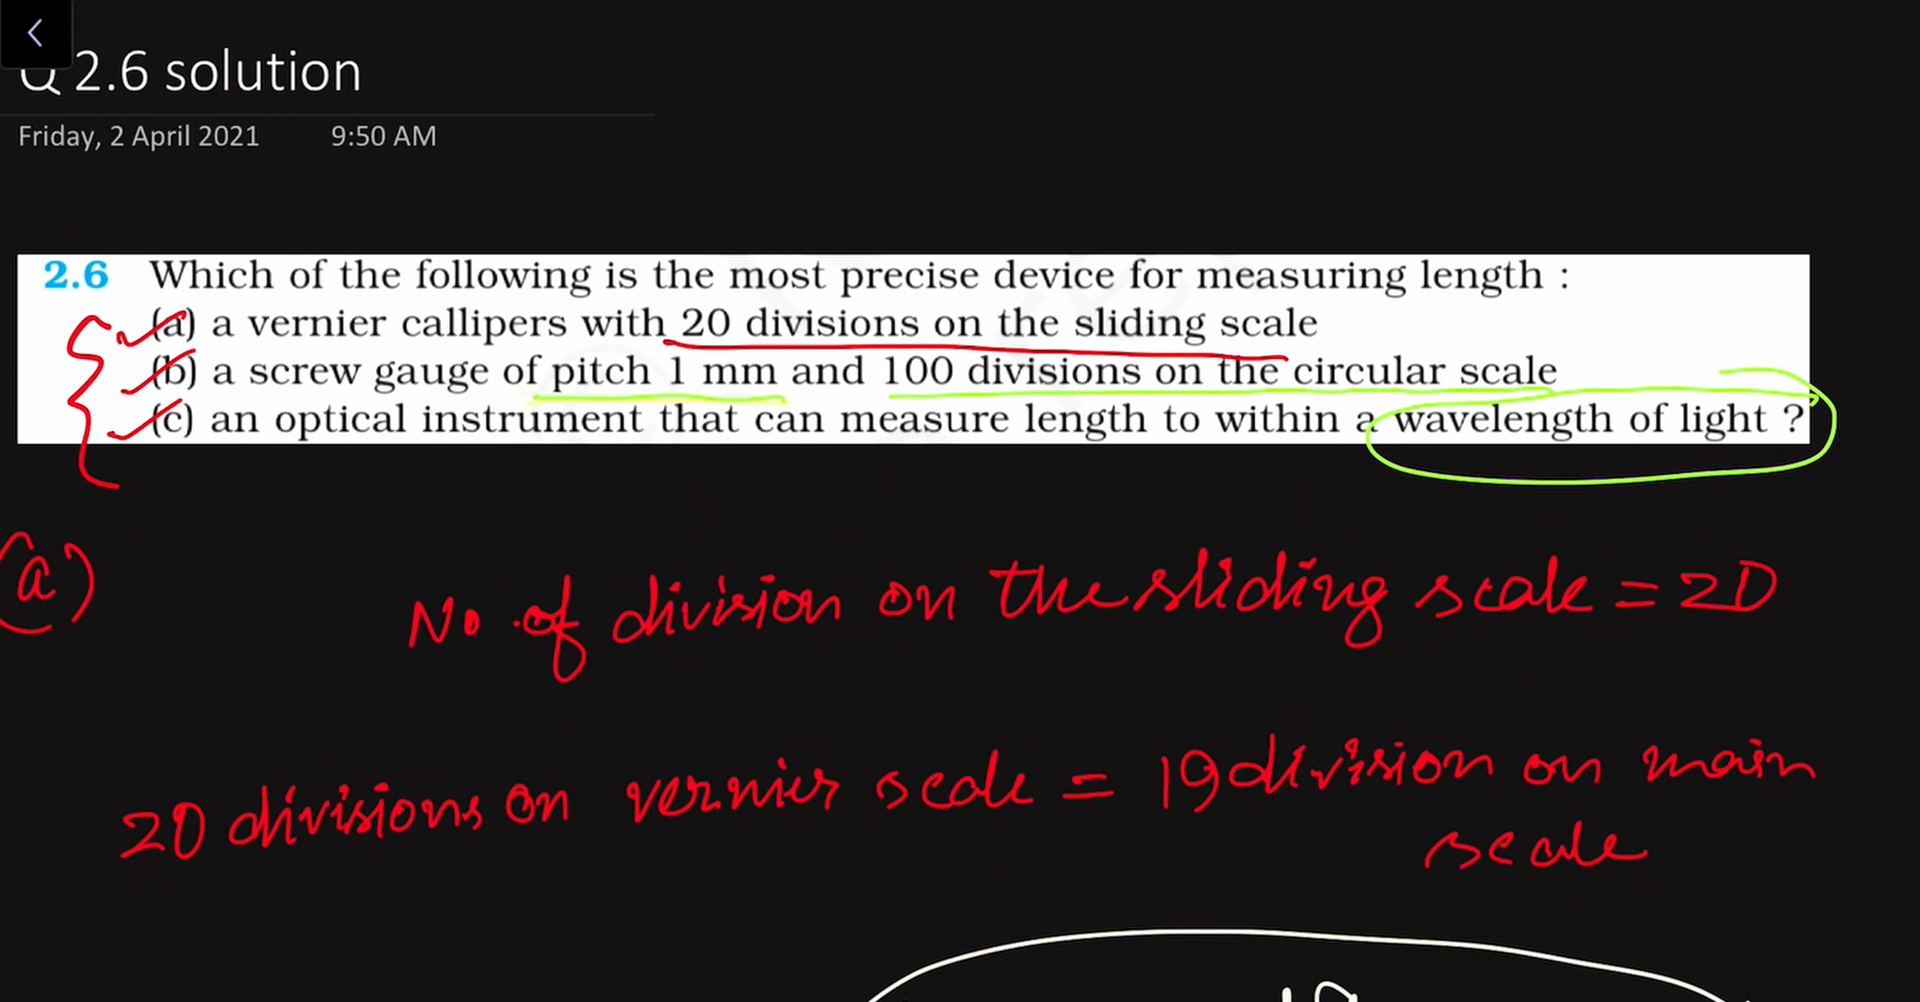 Q 2.6 solution
Friday, 2 April 2021 9:50 AM
2.6 Which of the following is the most precise device for measuring length :
(a) a vernier callipers with 20 divisions on the sliding scale
(b) a screw gauge of pitch 1 mm and 100 divisions on the circular scale
(c) an optical instrument that can measure length to within a wavelength of light ?
(a)
No. of division on the sliding scale = 20
20 divisions on vernier scale = 19 division on main
scale